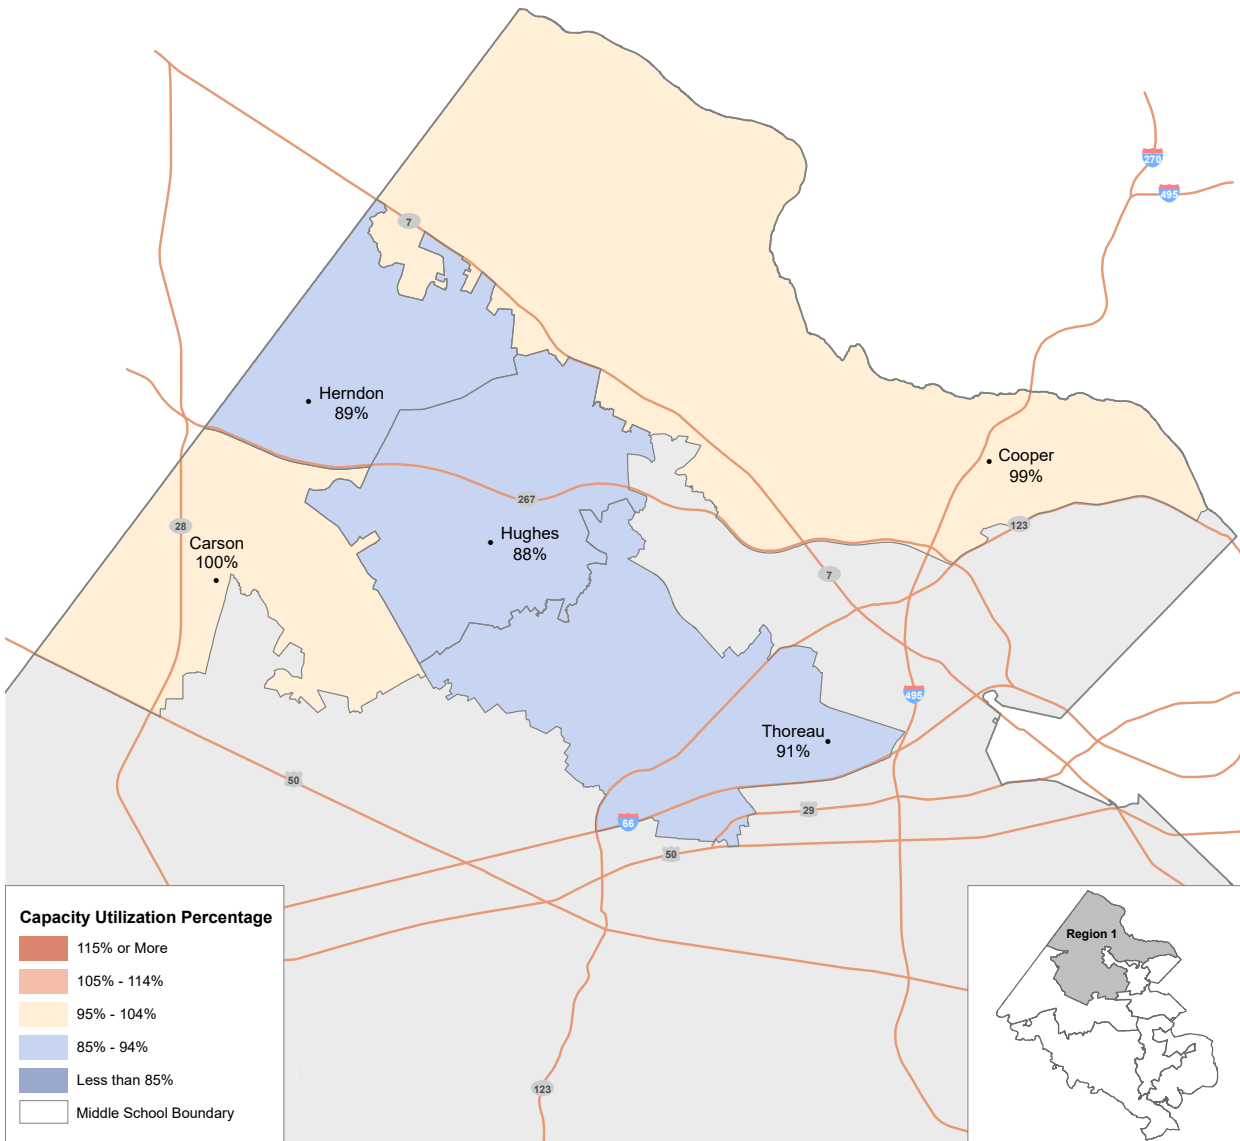 270
495
7
Herndon
89%
Cooper
99%
267
28
123
Hughes
88%
Carson
100%
7
495
Thoreau
91%
50
29
66
50
Capacity Utilization Percentage
115% or More
105% - 114%
95% - 104%
85% - 94%
Less than 85%
Middle School Boundary
123
Region 1